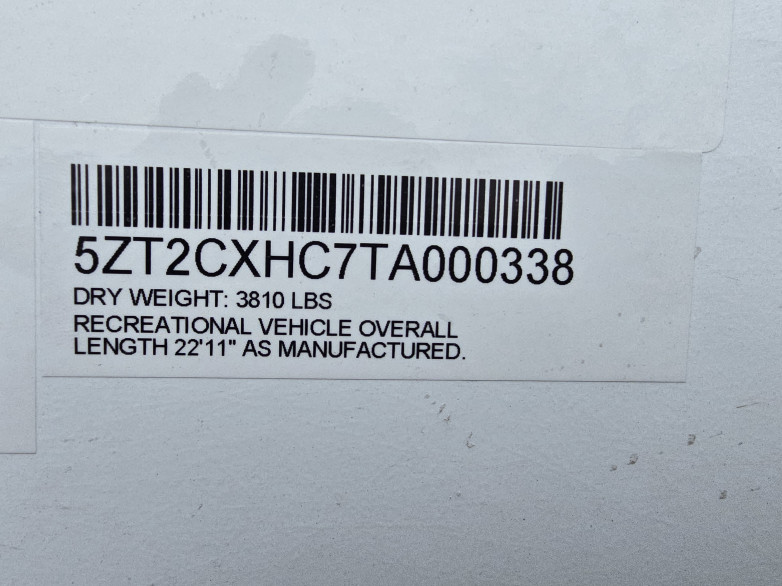 5ZT2CXHC7TA000338
DRY WEIGHT: 3810 LBS
RECREATIONAL VEHICLE OVERALL
LENGTH 22'11" AS MANUFACTURED.